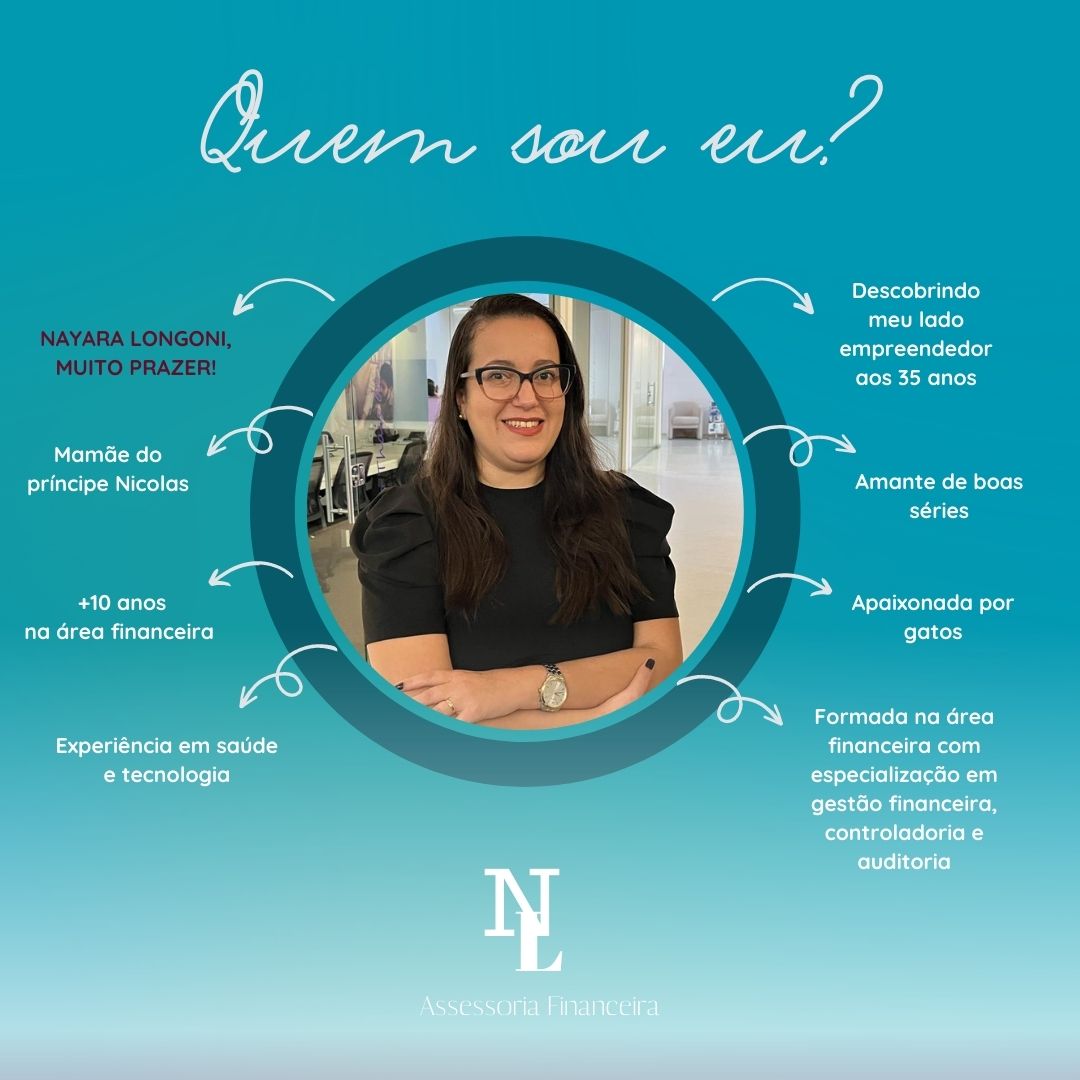 Quem sou eu?
NAYARA LONGONI,
MUITO PRAZER!
Mamãe do
príncipe Nicolas
+10 anos
na área financeira
Experiência em saúde
e tecnologia
Descobrindo
meu lado
empreendedor
aos 35 anos
Amante de boas
séries
Apaixonada por
gatos
Formada na área
financeira com
especialização em
gestão financeira,
controladoria e
auditoria
NL
Assessoria Financeira